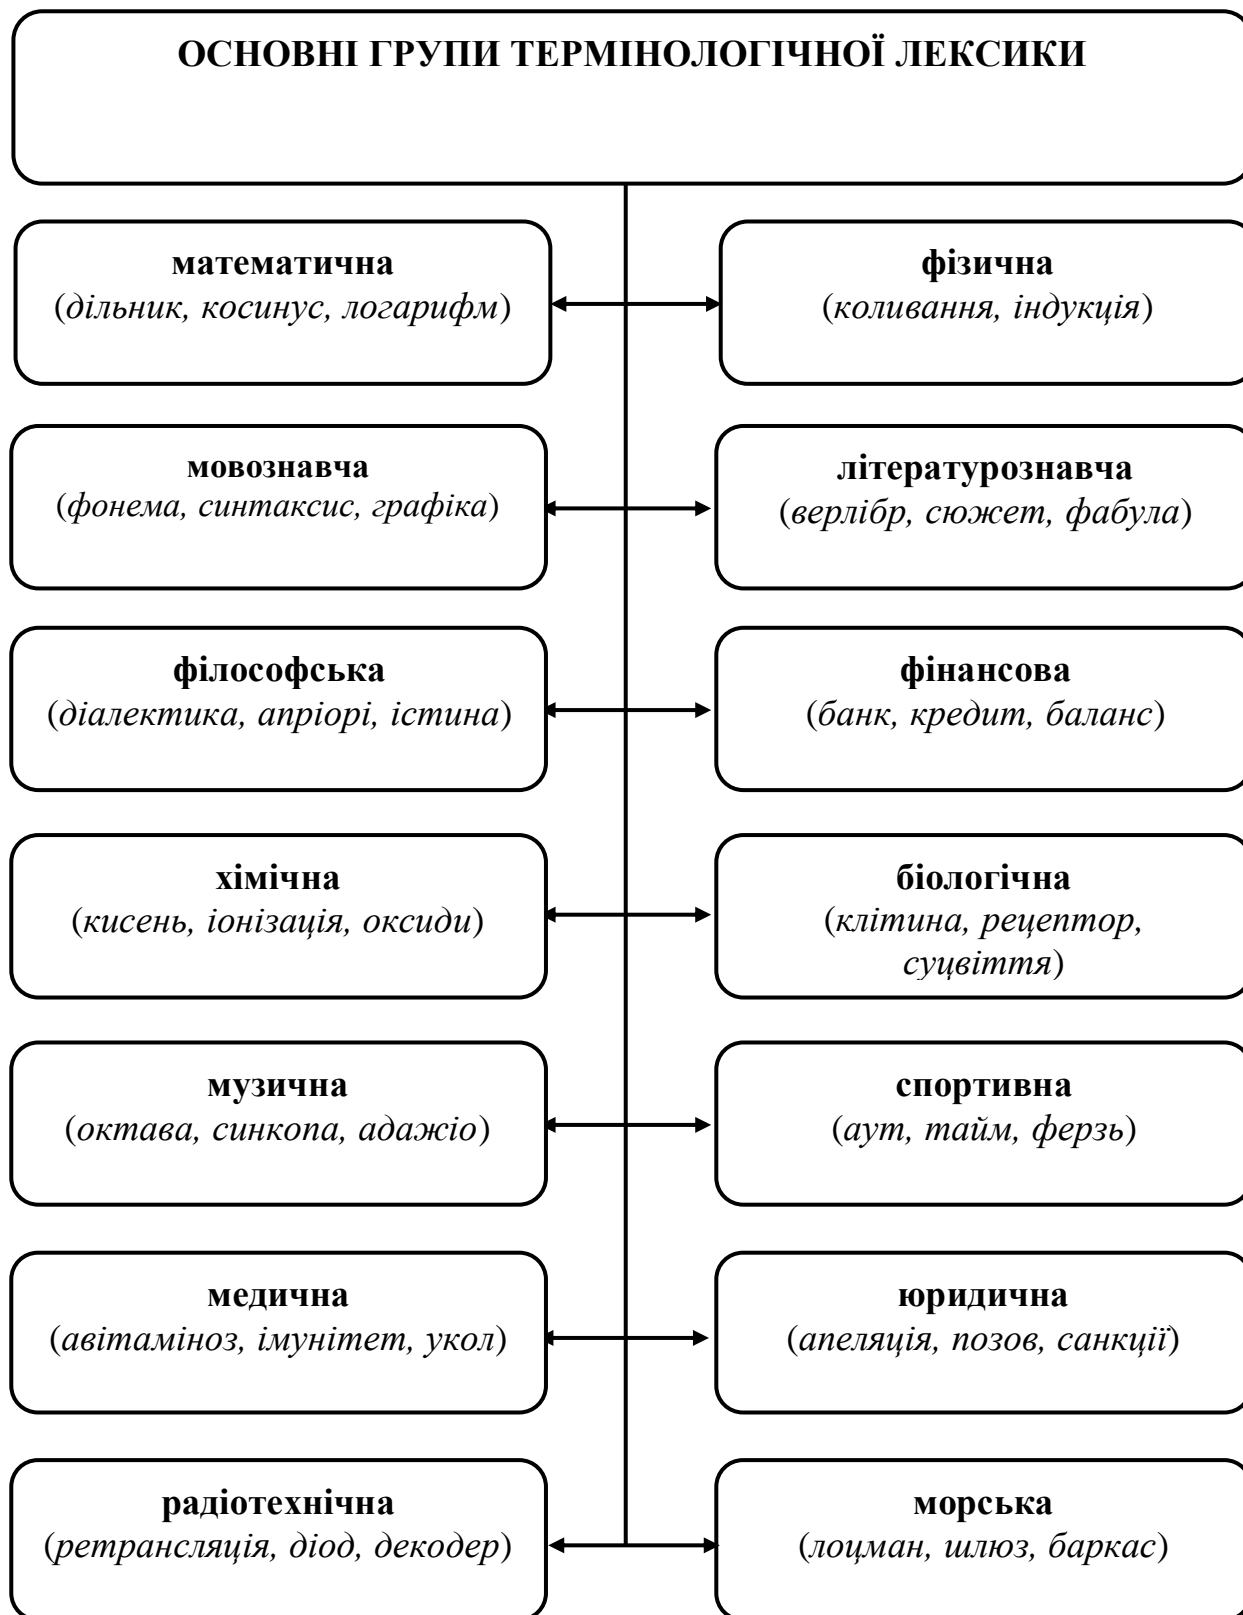 ОСНОВНІ ГРУПИ ТЕРМІНОЛОГІЧНОЇ ЛЕКСИКИ
математична
(дільник, косинус, логарифм)
фізична
(коливання, індукція)
мовознавча
(фонема, синтаксис, графіка)
літературознавча
(верлібр, сюжет, фабула)
філософська
(діалектика, апріорі, істина)
фінансова
(банк, кредит, баланс)
хімічна
(кисень, іонізація, оксиди)
біологічна
(клітина, рецептор,
суцвіття)
музична
(октава, синкопа, адажіо)
спортивна
(аут, тайм, ферзь)
медична
(авітаміноз, імунітет, укол)
юридична
(апеляція, позов, санкції)
радіотехнічна
(ретрансляція, діод, декодер)
морська
(лоцман, шлюз, баркас)